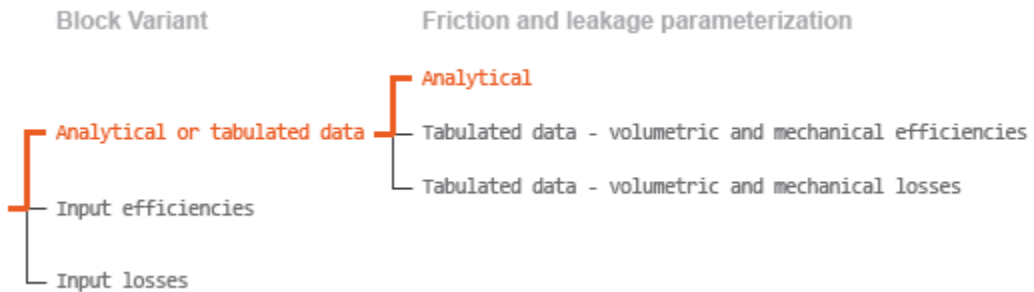 Block Variant
Friction and leakage parameterization
Analytical
Analytical or tabulated data
Tabulated data - volumetric and mechanical efficiencies
Tabulated data - volumetric and mechanical losses
Input efficiencies
Input losses